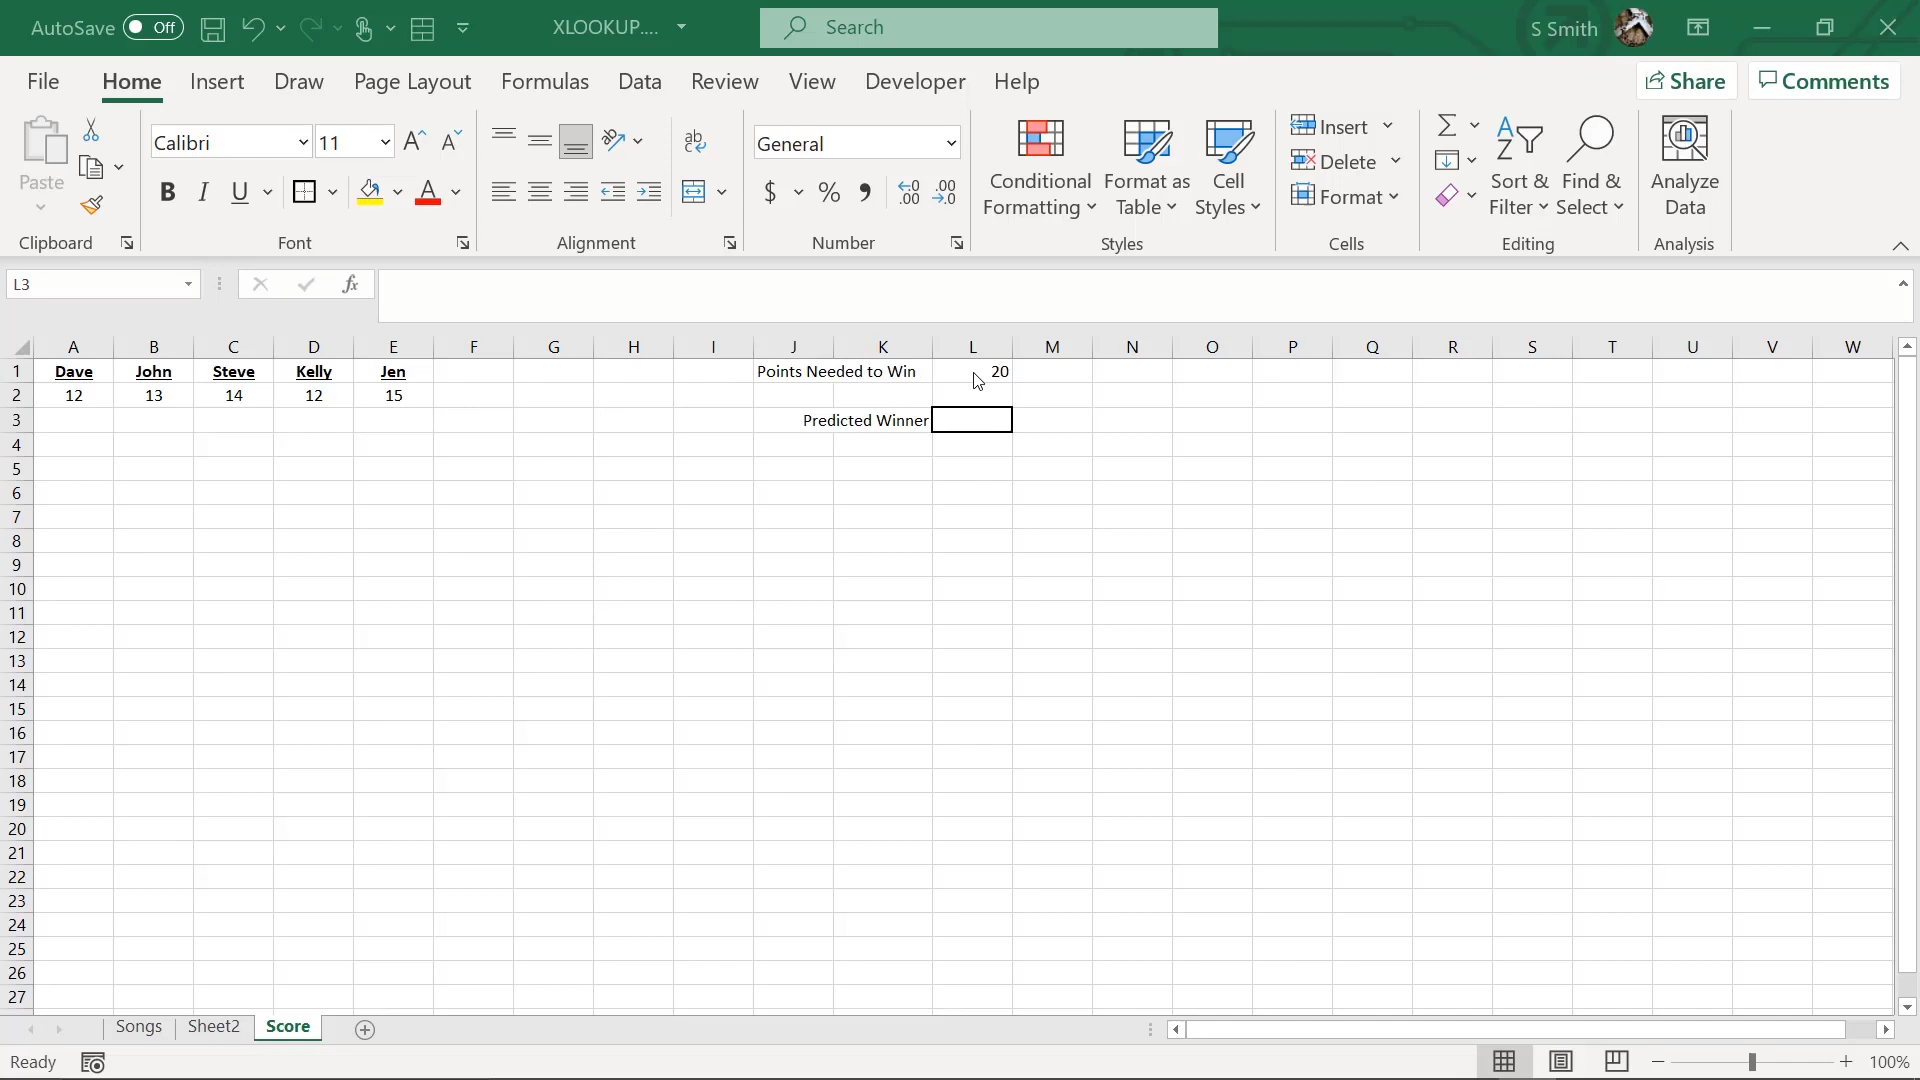 AutoSave Off XLOOKUP.... Search S Smith
File Home Insert Draw Page Layout Formulas Data Review View Developer Help Share Comments
Calibri 11 General
Paste B I U $ % Conditional Formatting Format as Table Cell Styles Insert Delete Format Sort & Filter Find & Select Analyze Data
Clipboard Font Alignment Number Styles Cells Editing Analysis
L3 fx
A B C D E F G H I J K L M N O P Q R S T U V W
1 Dave John Steve Kelly Jen Points Needed to Win 20
2 12 13 14 12 15
3 Predicted Winner
4
5
6
7
8
9
10
11
12
13
14
15
16
17
18
19
20
21
22
23
24
25
26
27
Songs Sheet2 Score
Ready 100%